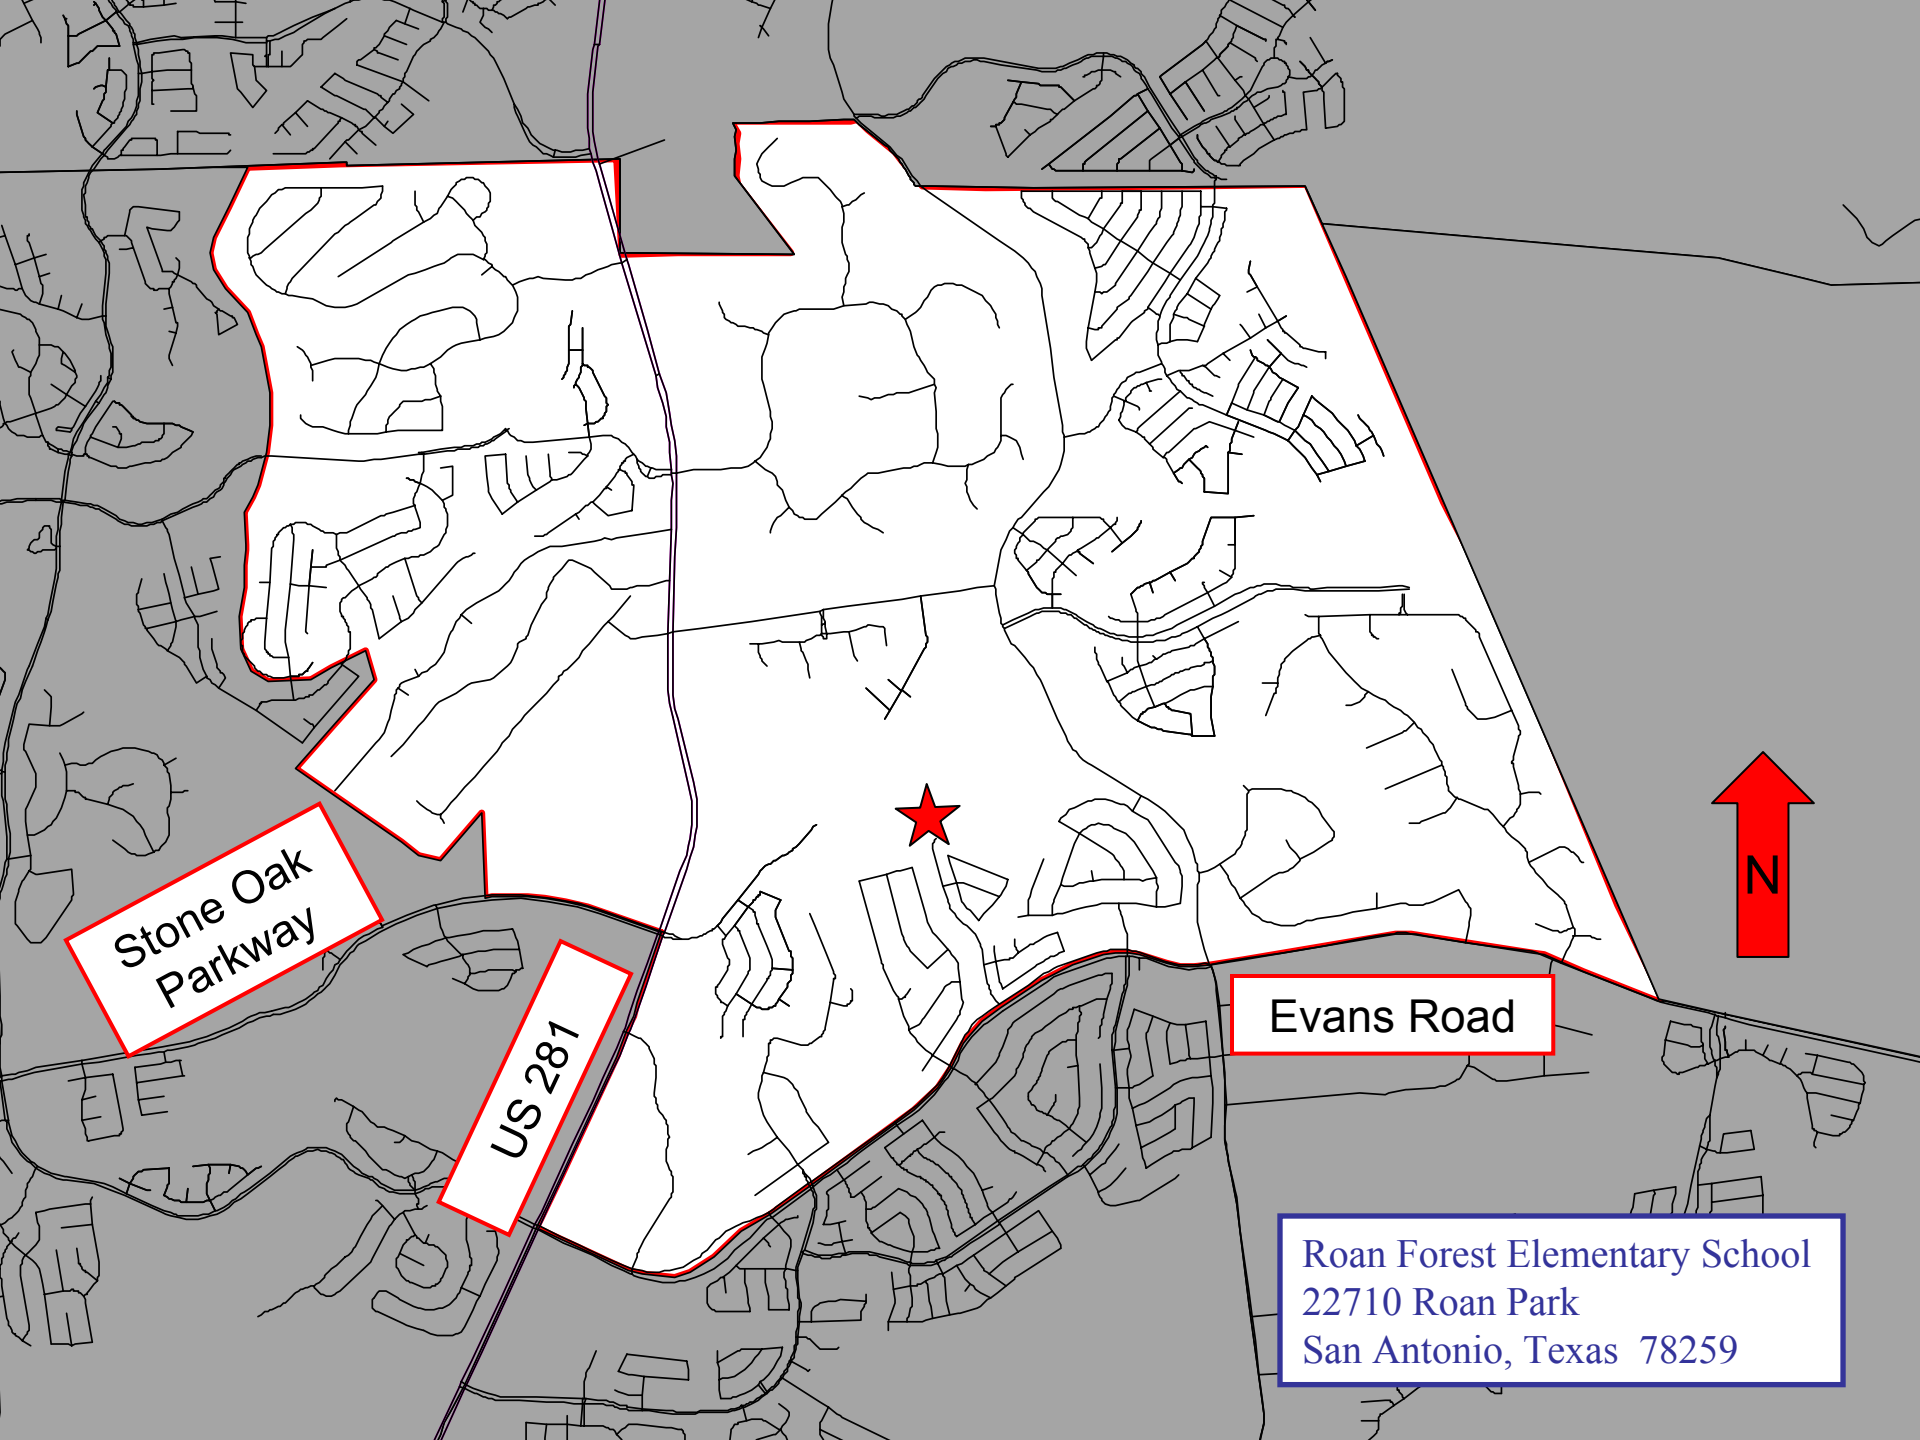 Stone Oak
Parkway
US 281
Evans Road
N
Roan Forest Elementary School
22710 Roan Park
San Antonio, Texas  78259